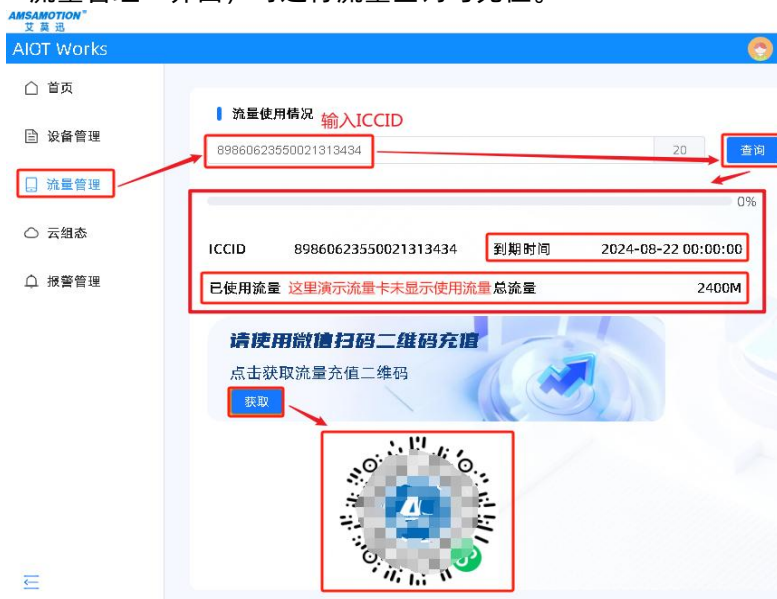 AMSAMOTION
艾莫迅
AIOT Works
首页
设备管理
流量管理
云组态
报警管理
流量使用情况 输入ICCID
89860623550021313434 20 查询
0%
ICCID 89860623550021313434 到期时间 2024-08-22 00:00:00
已使用流量 这里演示流量卡未显示使用流量 总流量 2400M
请使用微信扫码二维码充值
点击获取流量充值二维码
获取